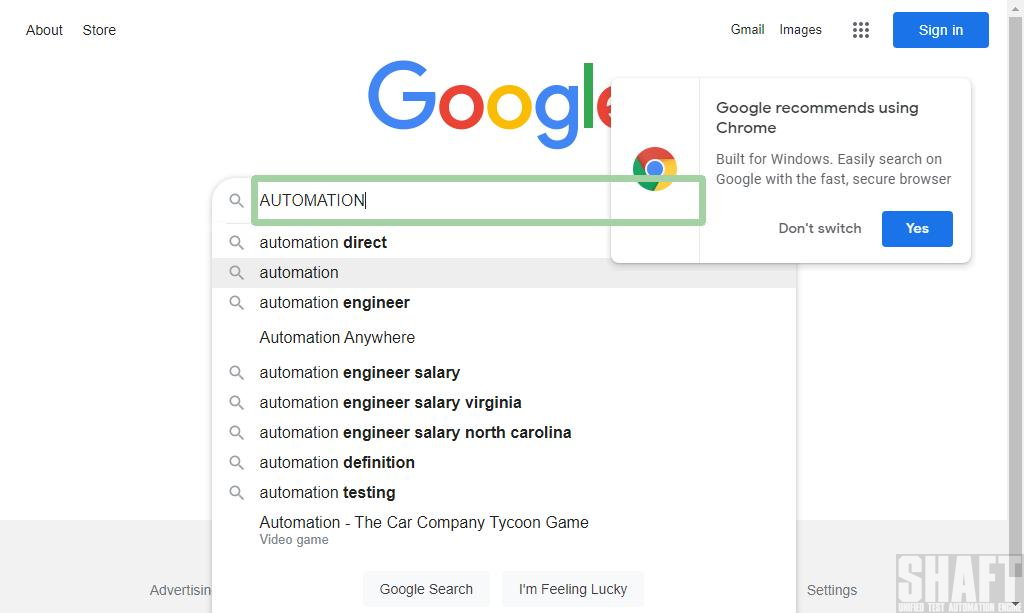 About Store Gmail Images Sign in
Google
Google recommends using
Chrome
Built for Windows. Easily search on
Google with the fast, secure browser
Don't switch Yes
AUTOMATION
automation direct
automation
automation engineer
Automation Anywhere
automation engineer salary
automation engineer salary virginia
automation engineer salary north carolina
automation definition
automation testing
Automation - The Car Company Tycoon Game
Video game
Google Search I'm Feeling Lucky
Advertisin Settings
SHAFT
UNIFIED TEST AUTOMATION